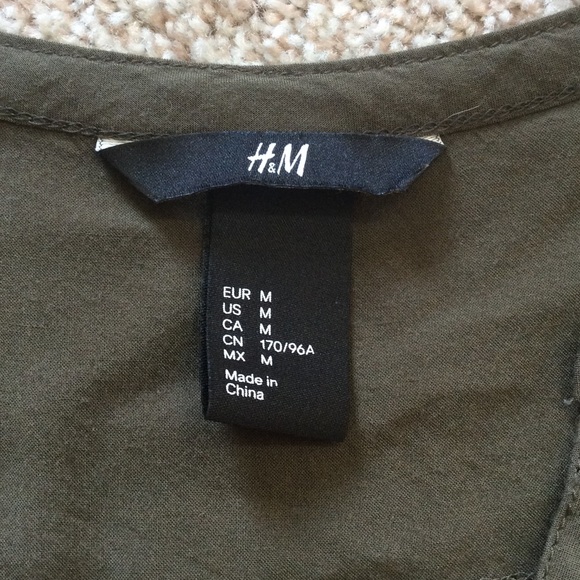 H&M
EUR M
US M
CA M
CN 170/96A
MX M
Made in
China